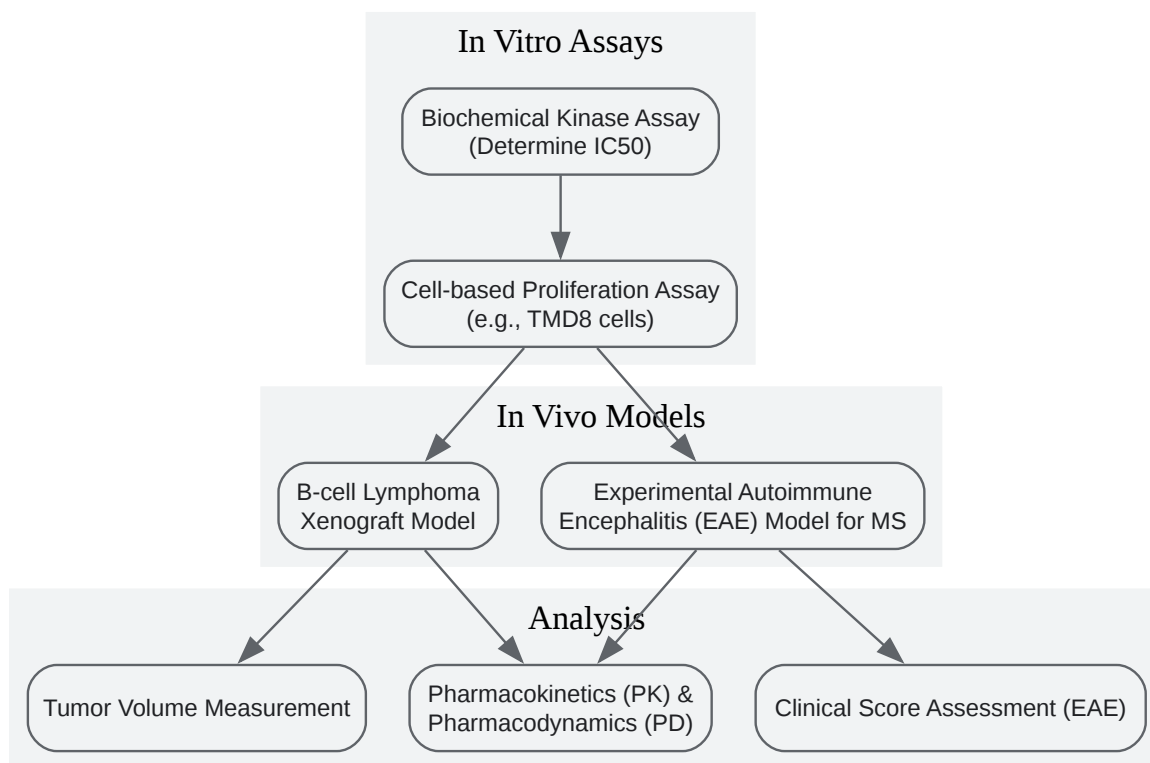 In Vitro Assays
Biochemical Kinase Assay
(Determine IC50)
Cell-based Proliferation Assay
(e.g., TMD8 cells)
In Vivo Models
B-cell Lymphoma
Xenograft Model
Experimental Autoimmune
Encephalitis (EAE) Model for MS
Analysis
Tumor Volume Measurement
Pharmacokinetics (PK) &
Pharmacodynamics (PD)
Clinical Score Assessment (EAE)